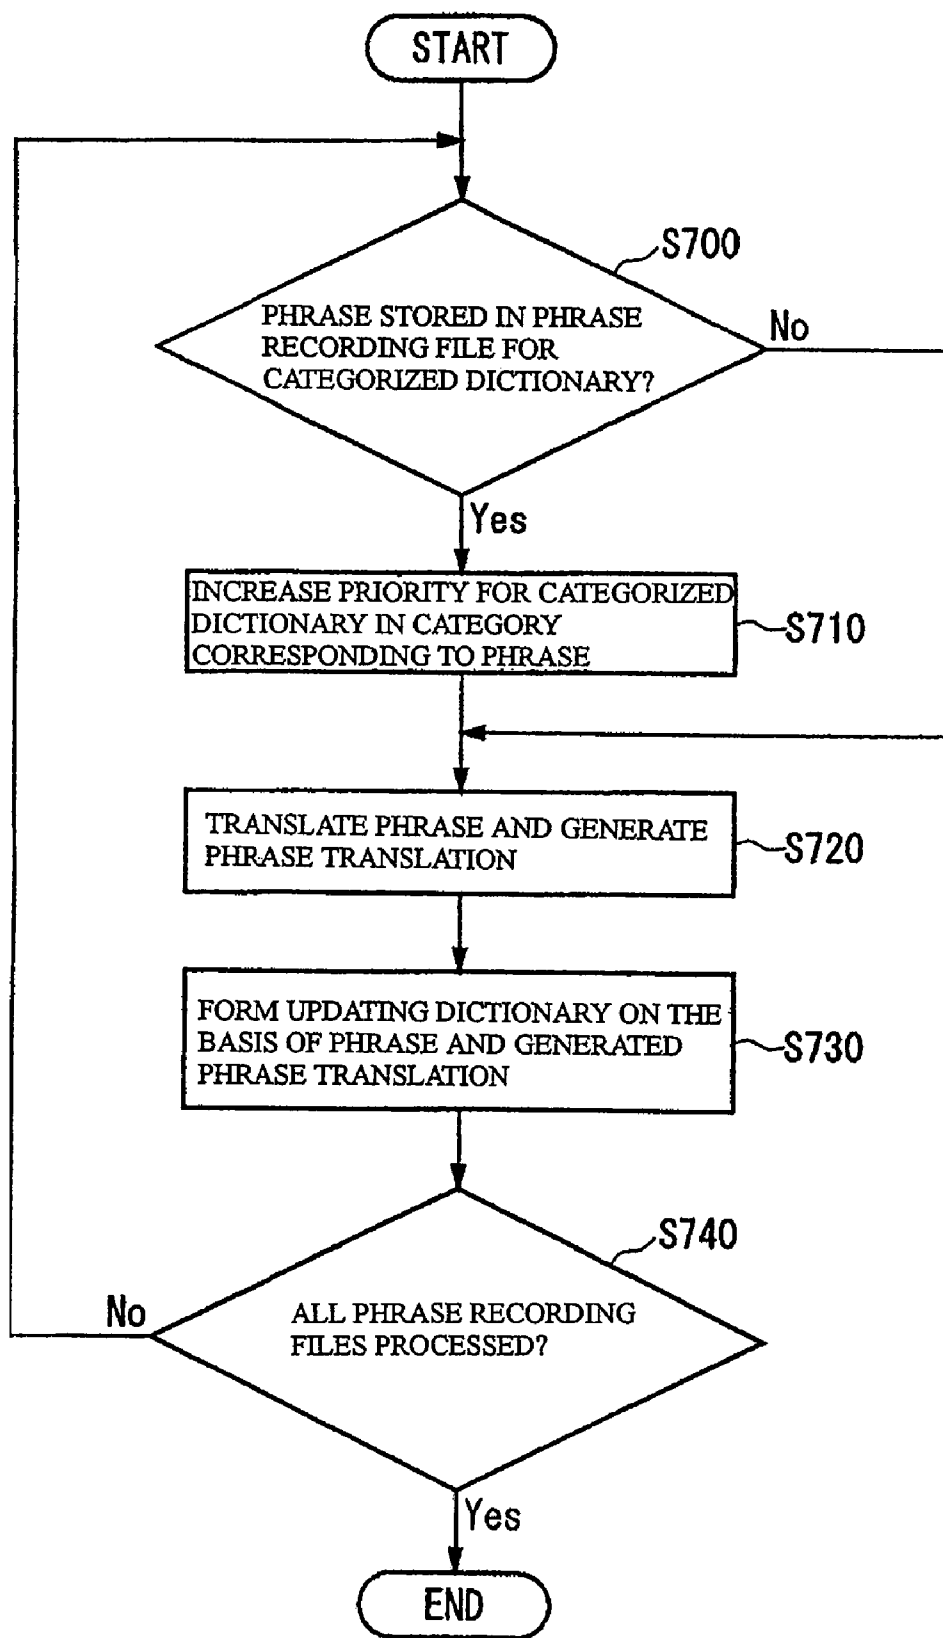 START
S700
PHRASE STORED IN PHRASE
RECORDING FILE FOR
CATEGORIZED DICTIONARY?
No
Yes
INCREASE PRIORITY FOR CATEGORIZED
DICTIONARY IN CATEGORY
CORRESPONDING TO PHRASE
S710
TRANSLATE PHRASE AND GENERATE
PHRASE TRANSLATION
S720
FORM UPDATING DICTIONARY ON THE
BASIS OF PHRASE AND GENERATED
PHRASE TRANSLATION
S730
S740
No
ALL PHRASE RECORDING
FILES PROCESSED?
Yes
END